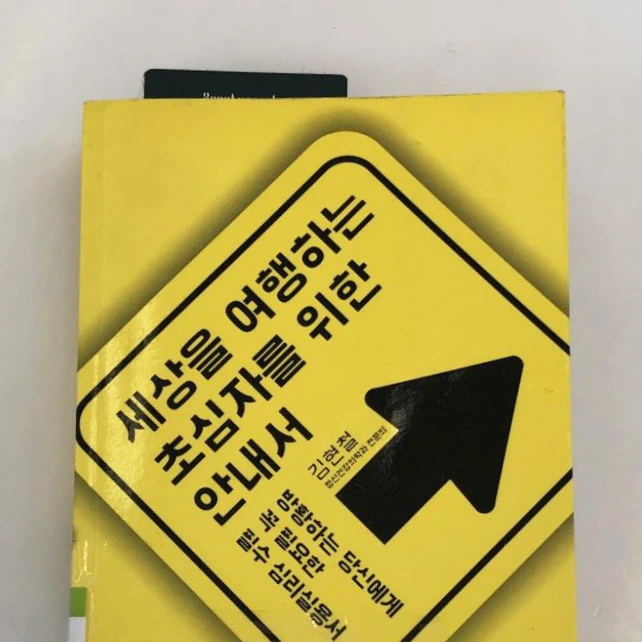 세상을 여행하는
초심자를 위한
안내서
김현철
정신건강의학과 전문의
방황하는 당신에게
꼭 필요한
필수 심리실용서